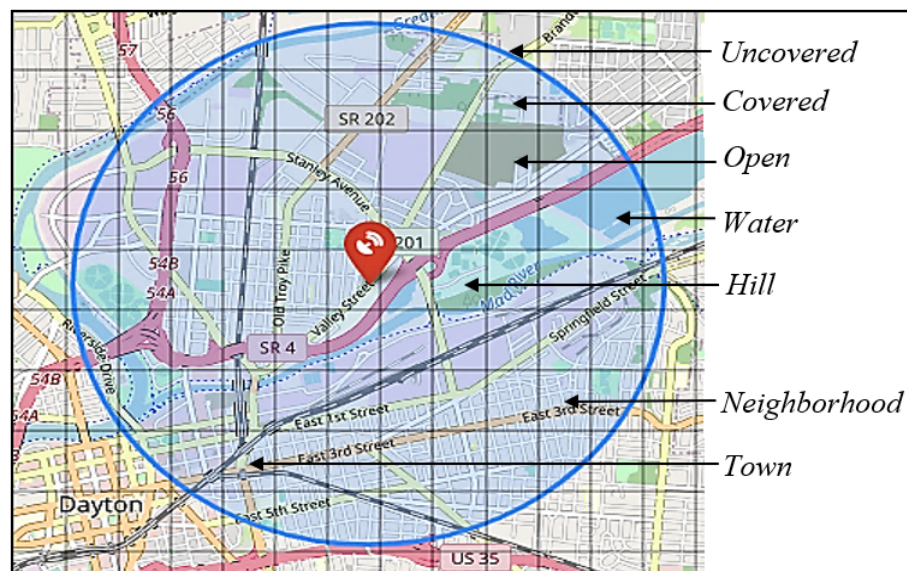 57
Great
Brando
Uncovered
56
Covered
SR 202
Open
56
Stanley Avenue
Water
201
54B
Old Troy Pike
Mad River
Hill
54A
Valley Street
Springfield Street
Riverside Drive
SR 4
54B
Neighborhood
54A
East 1st Street
East 3rd Street
East 3rd Street
Town
Dayton
East 5th Street
US 35